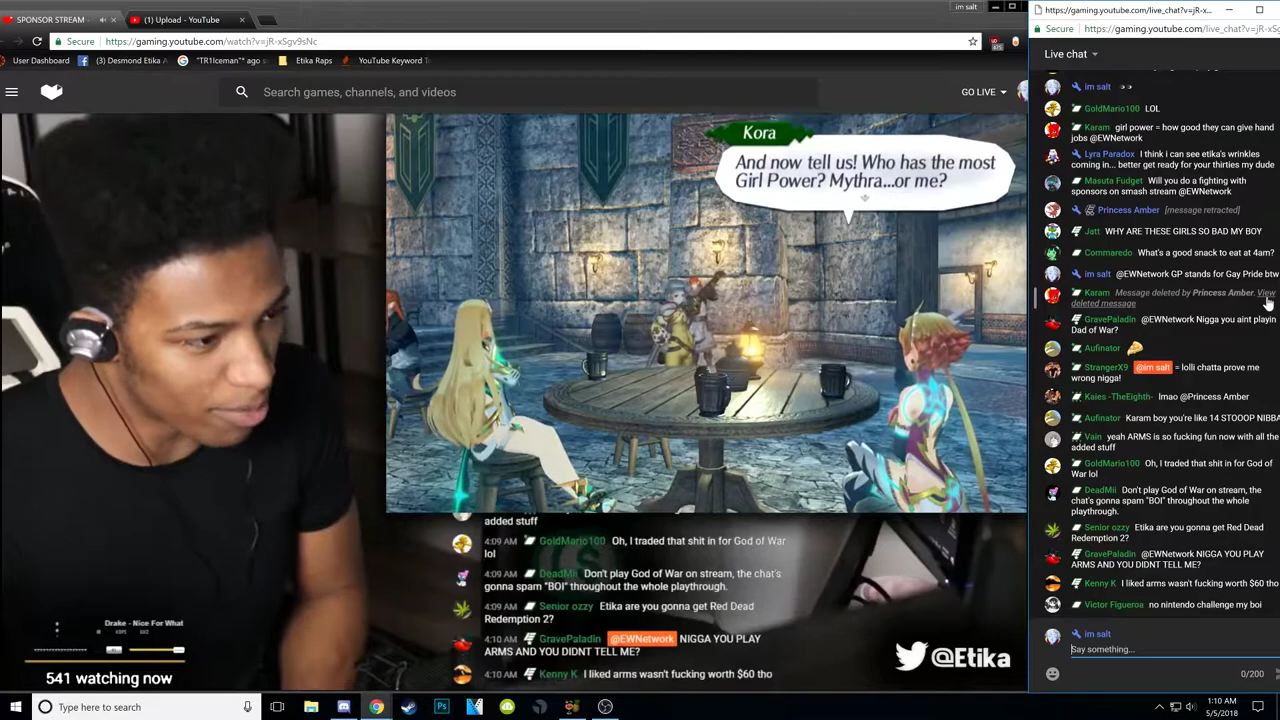 SPONSOR STREAM
(1) Upload - YouTube
im salt
https://gaming.youtube.com/live_chat?v=jR-x...
Secure https://gaming.youtube.com/watch?v=jR-xSgv9sNc
Secure https://gaming.youtube.com/live_chat?v=jR-xSg
User Dashboard (3) Desmond Etika A "TR1Iceman"* ago s Etika Raps YouTube Keyword To
Live chat
Search games, channels, and videos
GO LIVE
im salt
GoldMario100 LOL
Karam girl power = how good they can give hand
jobs @EWNetwork
Lyra Paradox I think i can see etika's wrinkles
coming in... better get ready for your thirties my dude
Masuta Fudget Will you do a fighting with
sponsors on smash stream @EWNetwork
Princess Amber [message retracted]
Jatt WHY ARE THESE GIRLS SO BAD MY BOY
Commaredo What's a good snack to eat at 4am?
im salt @EWNetwork GP stands for Gay Pride btw
Karam Message deleted by Princess Amber. View
deleted message
GravePaladin @EWNetwork Nigga you aint playin
Dad of War?
Aufinator
StrangerX9 @im salt = lolli chatta prove me
wrong nigga!
Kaies -TheEighth- lmao @Princess Amber
Aufinator Karam boy you're like 14 STOOOP NIBBA
Vain yeah ARMS is so fucking fun now with all the
added stuff
GoldMario100 Oh, I traded that shit in for God of
War lol
DeadMii Don't play God of War on stream, the
chat's gonna spam "BOI" throughout the whole
playthrough.
Senior ozzy Etika are you gonna get Red Dead
Redemption 2?
GravePaladin @EWNetwork NIGGA YOU PLAY
ARMS AND YOU DIDNT TELL ME?
Kenny K I liked arms wasn't fucking worth $60 tho
Victor Figueroa no nintendo challenge my boi
im salt
Say something...
0/200
Kora
And now tell us! Who has the most
Girl Power? Mythra...or me?
added stuff
4:09 AM GoldMario100 Oh, I traded that shit in for God of War
lol
4:09 AM DeadMii Don't play God of War on stream, the chat's
gonna spam "BOI" throughout the whole playthrough.
4:09 AM Senior ozzy Etika are you gonna get Red Dead
Redemption 2?
4:10 AM GravePaladin @EWNetwork NIGGA YOU PLAY
ARMS AND YOU DIDNT TELL ME?
4:10 AM Kenny K I liked arms wasn't fucking worth $60 tho
@Etika
Drake - Nice For What
541 watching now
Type here to search
1:10 AM
5/5/2018